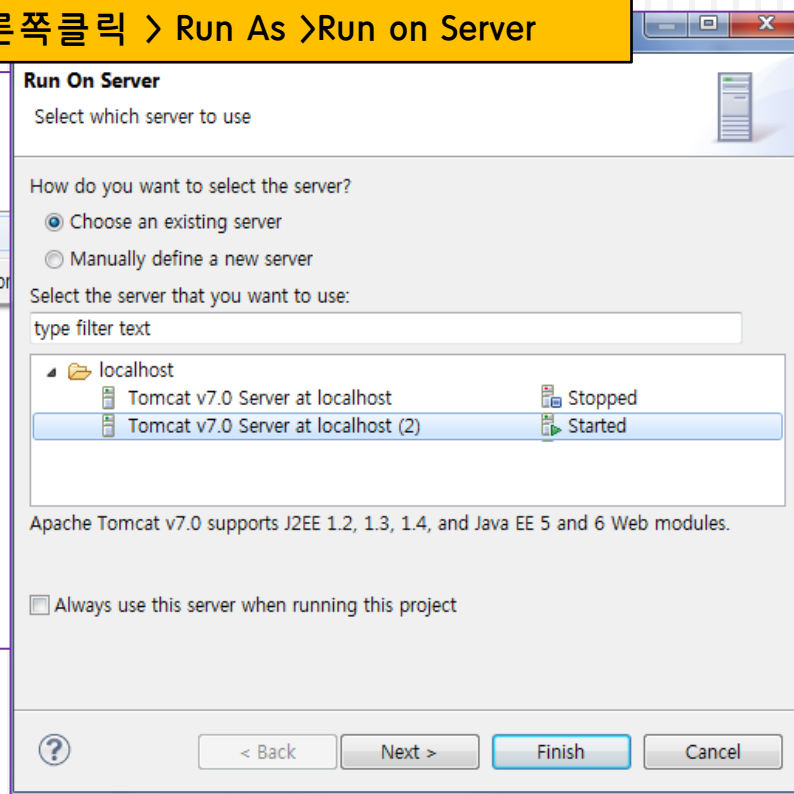 른쪽클릭 > Run As >Run on Server
Run On Server
Select which server to use
How do you want to select the server?
Choose an existing server
Manually define a new server
Select the server that you want to use:
type filter text
localhost
Tomcat v7.0 Server at localhost Stopped
Tomcat v7.0 Server at localhost (2) Started
Apache Tomcat v7.0 supports J2EE 1.2, 1.3, 1.4, and Java EE 5 and 6 Web modules.
Always use this server when running this project
? < Back Next > Finish Cancel